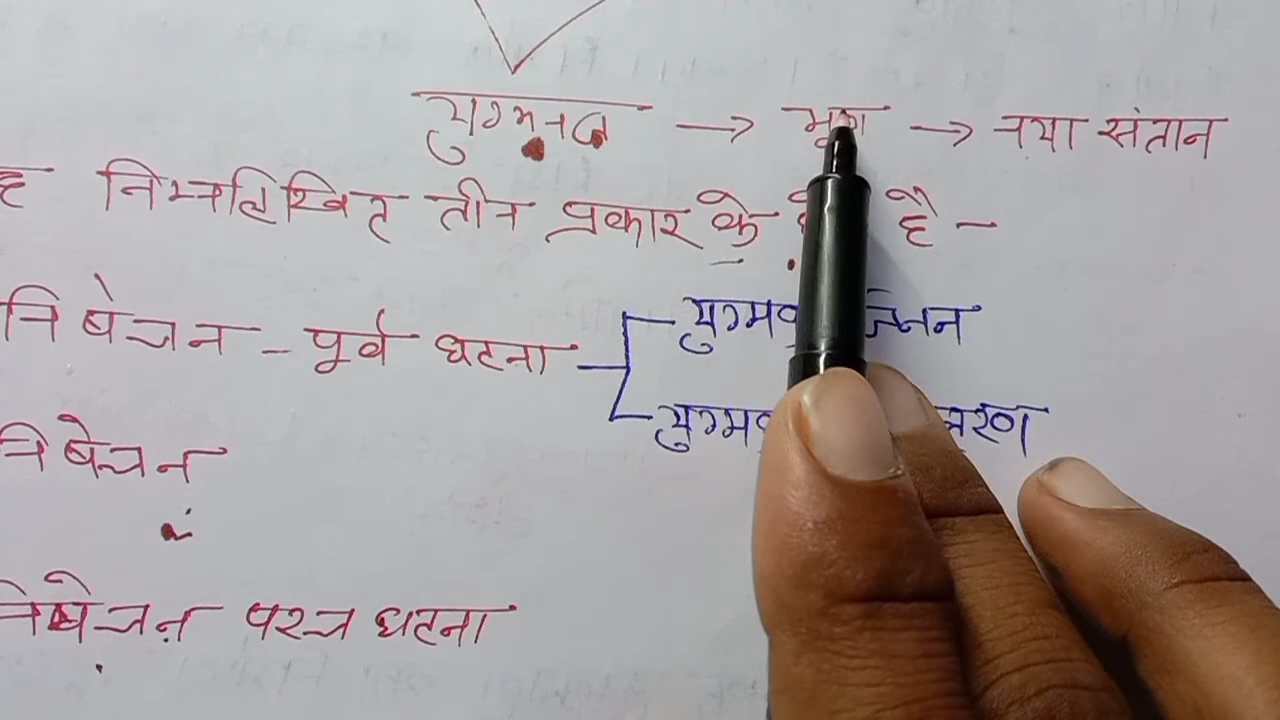 युग्मनज → भ्रूण → नया संतान
निम्नलिखित तीन प्रकार के है –
निषेचन – पूर्व घटना
निषेचन
निषेचन पश्च घटना